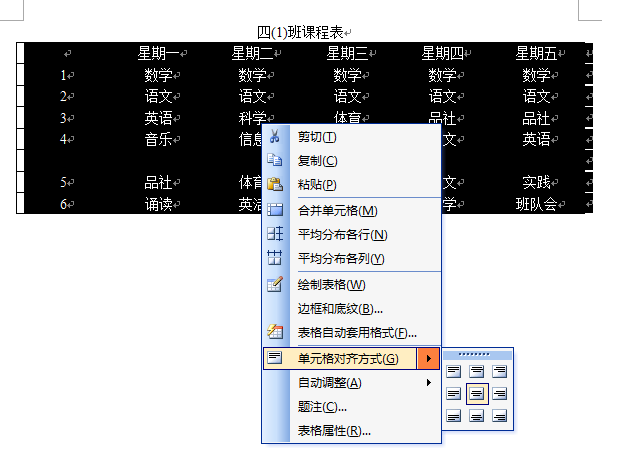 四(1)班课程表
星期一 星期二 星期三 星期四 星期五
1 数学 数学 数学 数学 数学
2 语文 语文 语文 语文 语文
3 英语 科学 体育 品社 品社
4 音乐 信息 文 英语
5 品社 体育 文 实践
6 诵读 英 学 班队会
剪切(T)
复制(C)
粘贴(P)
合并单元格(M)
平均分布各行(N)
平均分布各列(Y)
绘制表格(W)
边框和底纹(B)...
表格自动套用格式(F)...
单元格对齐方式(G)
自动调整(A)
题注(C)...
表格属性(R)...